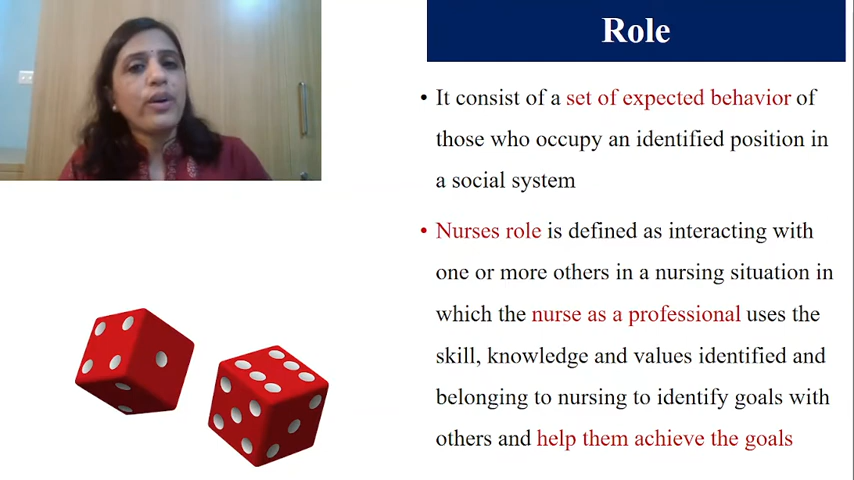 Role
• It consist of a set of expected behavior of
those who occupy an identified position in
a social system
• Nurses role is defined as interacting with
one or more others in a nursing situation in
which the nurse as a professional uses the
skill, knowledge and values identified and
belonging to nursing to identify goals with
others and help them achieve the goals